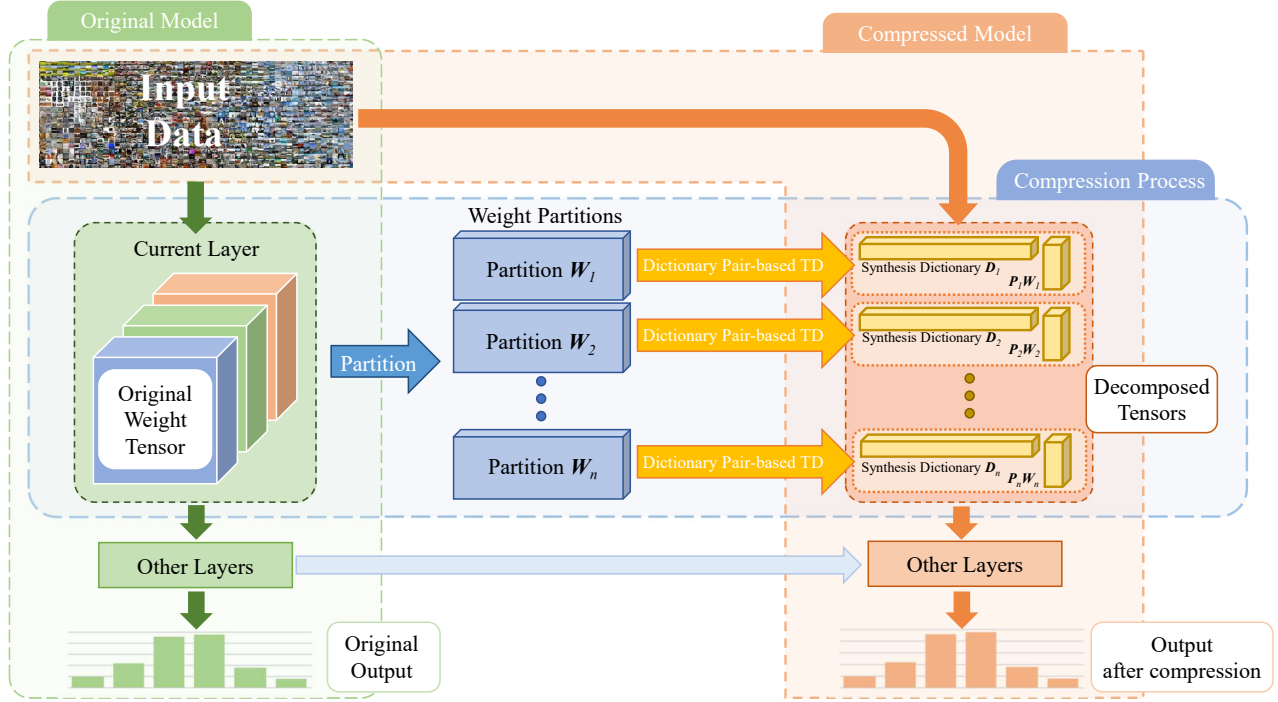 Original Model
Compressed Model
Input
Data
Compression Process
Weight Partitions
Current Layer
Original
Weight
Tensor
Partition
Partition W1
Partition W2
Partition Wn
Dictionary Pair-based TD
Dictionary Pair-based TD
Dictionary Pair-based TD
Synthesis Dictionary D1
P1W1
Synthesis Dictionary D2
P2W2
Synthesis Dictionary Dn
PnWn
Decomposed
Tensors
Other Layers
Other Layers
Original
Output
Output
after compression